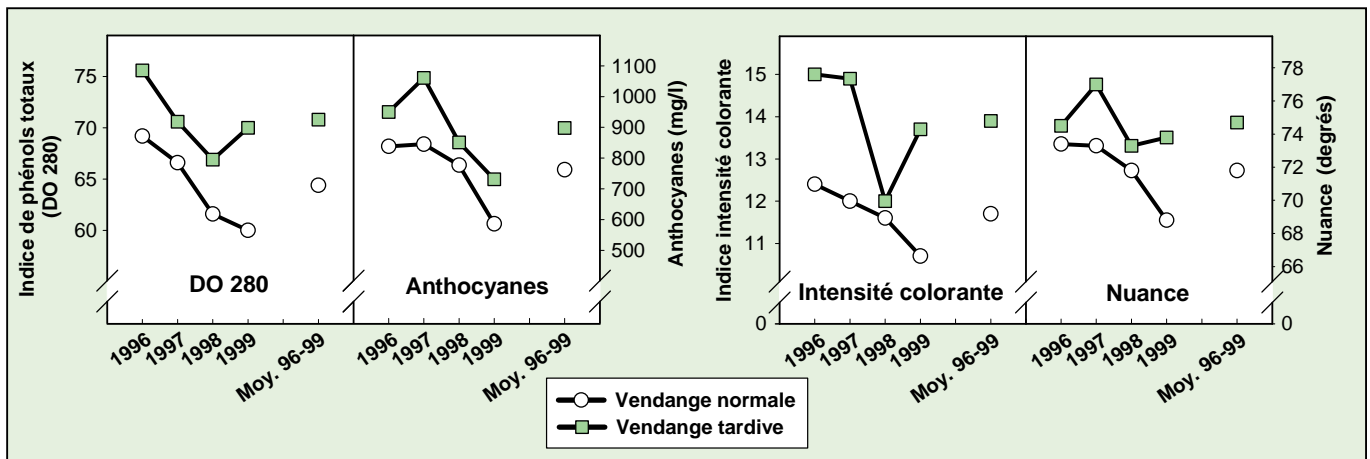 Indice de phénols totaux
(DO 280)
75
70
65
60
DO 280
Anthocyanes
1100
1000
900
800
700
600
500
Anthocyanes (mg/l)
1996
1997
1998
1999
Moy. 96-99
1996
1997
1998
1999
Moy. 96-99
Indice intensité colorante
15
14
13
12
11
0
Intensité colorante
Nuance
78
76
74
72
70
68
66
0
Nuance (degrés)
1996
1997
1998
1999
Moy. 96-99
1996
1997
1998
1999
Moy. 96-99
Vendange normale
Vendange tardive